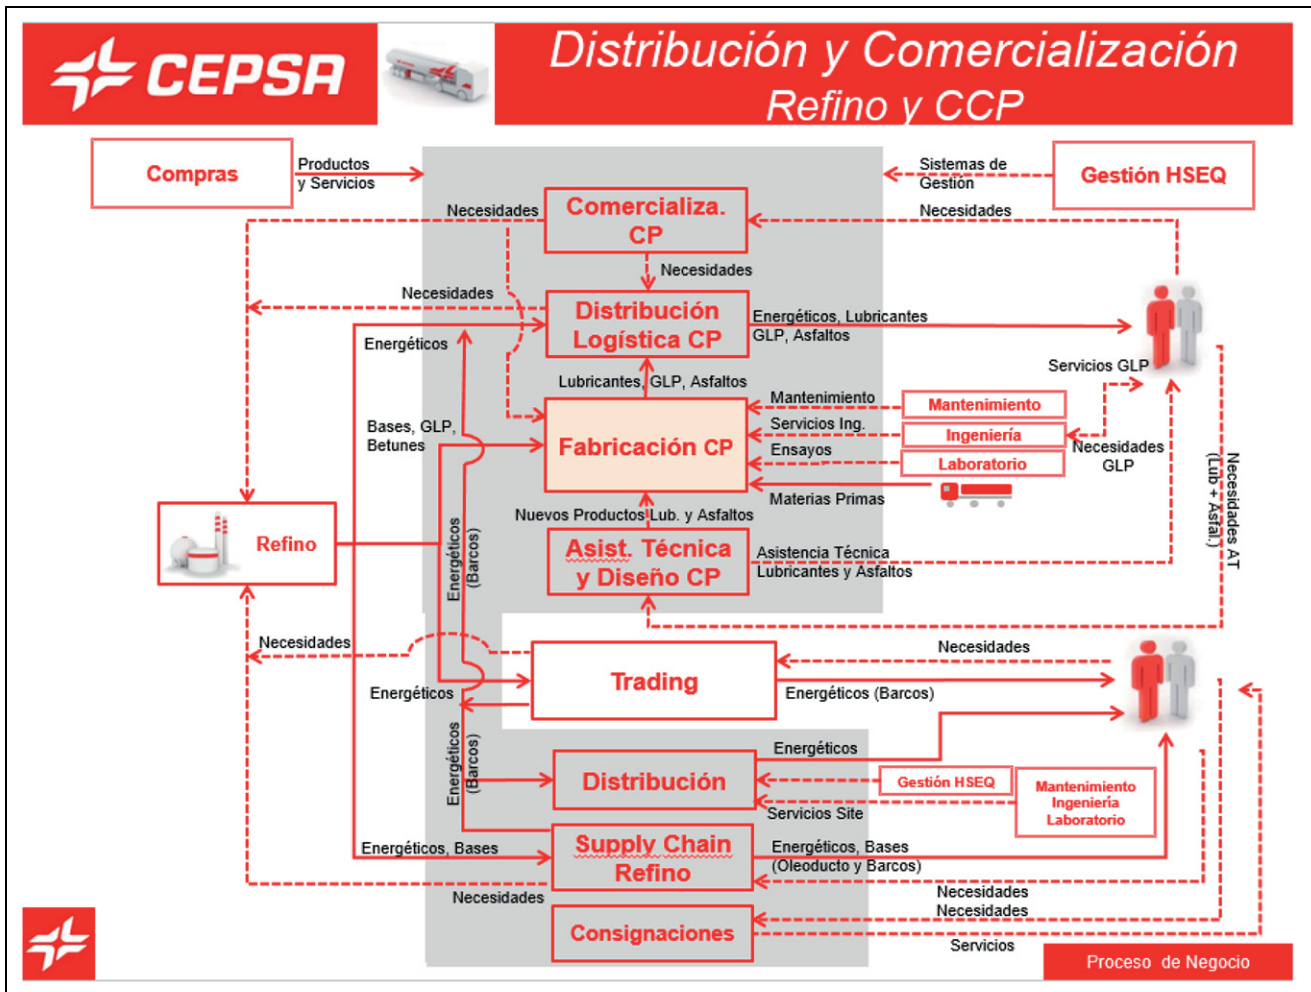 CEPSA
Distribución y Comercialización
Refino y CCP
Compras
Productos
y Servicios
Sistemas de
Gestión
Gestión HSEQ
Necesidades
Comercializa.
CP
Necesidades
Necesidades
Necesidades
Distribución
Logística CP
Energéticos, Lubricantes
GLP, Asfaltos
Energéticos
Servicios GLP
Lubricantes, GLP, Asfaltos
Mantenimiento
Mantenimiento
Bases, GLP,
Betunes
Fabricación CP
Servicios Ing.
Ingeniería
Ensayos
Laboratorio
Necesidades
GLP
Materias Primas
Necesidades AT
(Lub + Asfal.)
Nuevos Productos Lub. y Asfaltos
Refino
Energéticos
(Barcos)
Asist. Técnica
y Diseño CP
Asistencia Técnica
Lubricantes y Asfaltos
Necesidades
Necesidades
Trading
Energéticos
Energéticos (Barcos)
Energéticos
(Barcos)
Energéticos
Distribución
Gestión HSEQ
Mantenimiento
Ingeniería
Laboratorio
Servicios Site
Energéticos, Bases
Supply Chain
Refino
Energéticos, Bases
(Oleoducto y Barcos)
Necesidades
Necesidades
Necesidades
Consignaciones
Servicios
Proceso de Negocio